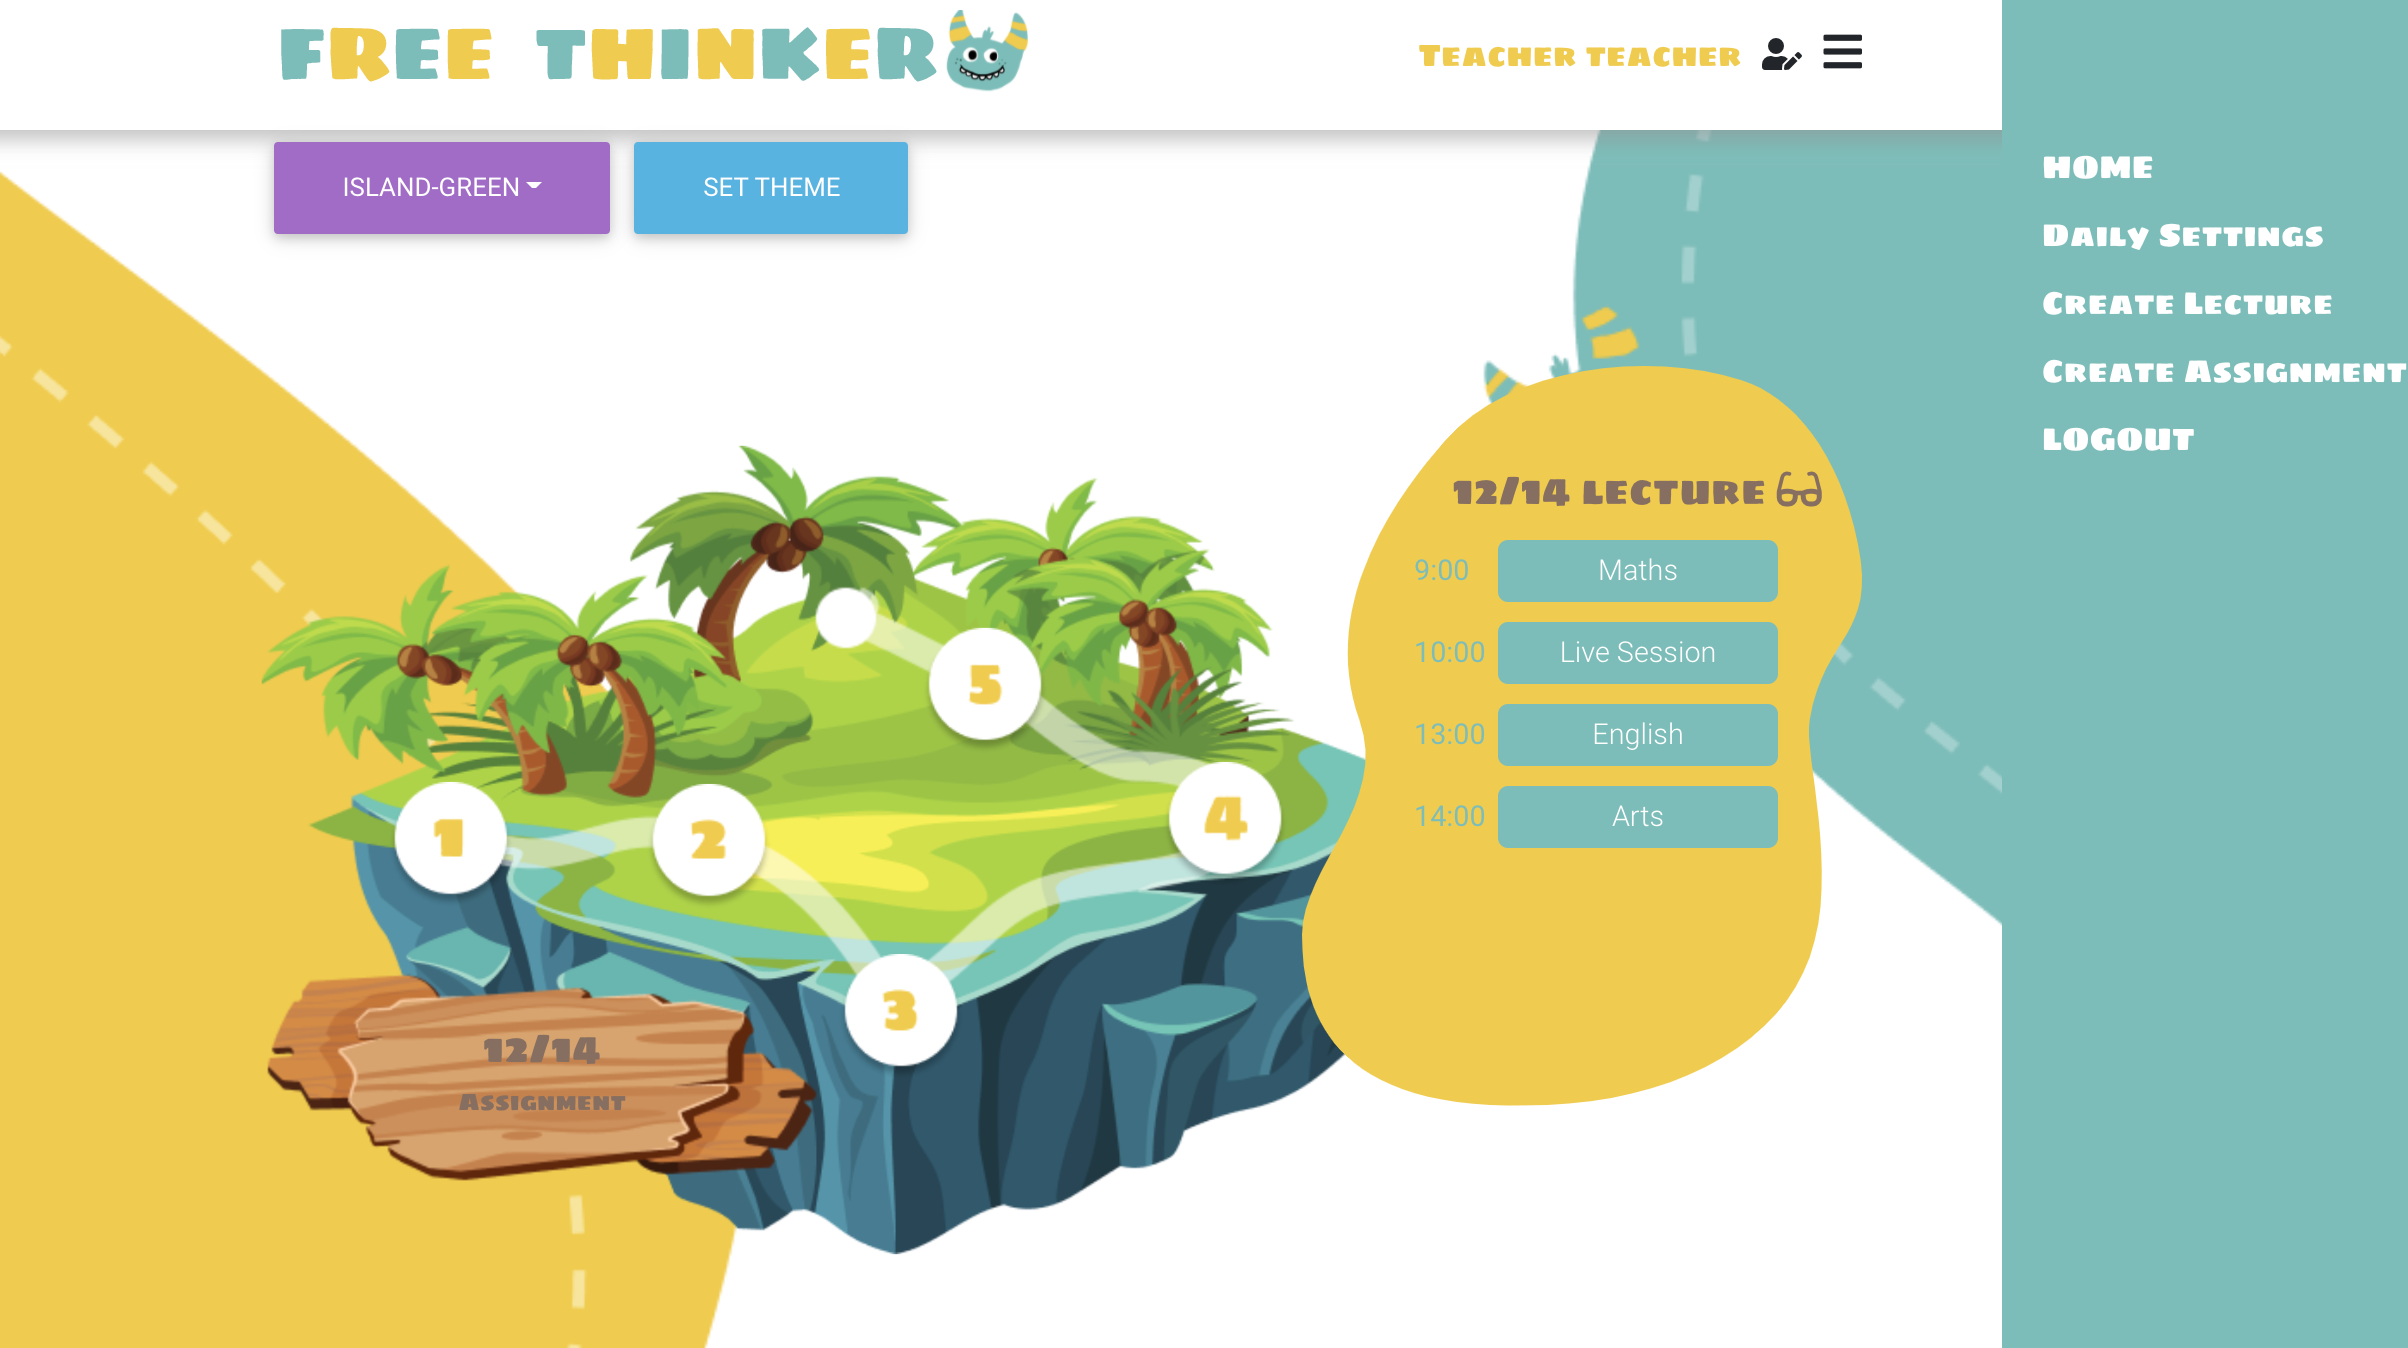 FREE THINKER
TEACHER TEACHER
ISLAND-GREEN
SET THEME
HOME
DAILY SETTINGS
CREATE LECTURE
CREATE ASSIGNMENT
LOGOUT
12/14 LECTURE
9:00 Maths
10:00 Live Session
13:00 English
14:00 Arts
5
4
1
2
3
12/14
ASSIGNMENT